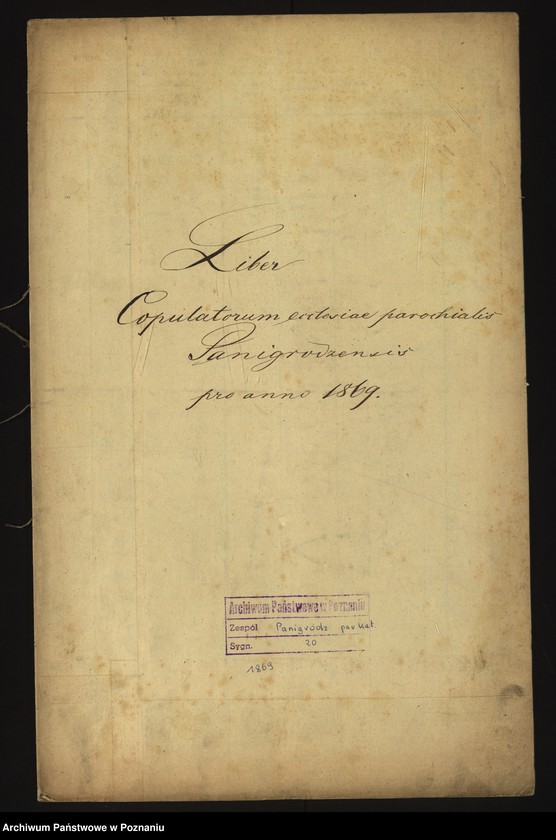 Liber
Copulatorum ecclesiae parochialis
Panigrodzensis
pro anno 1869.
Archiwum Państwowe w Poznaniu
Zespół Panigródz par. kat.
Sygn. 20
1869
Archiwum Państwowe w Poznaniu